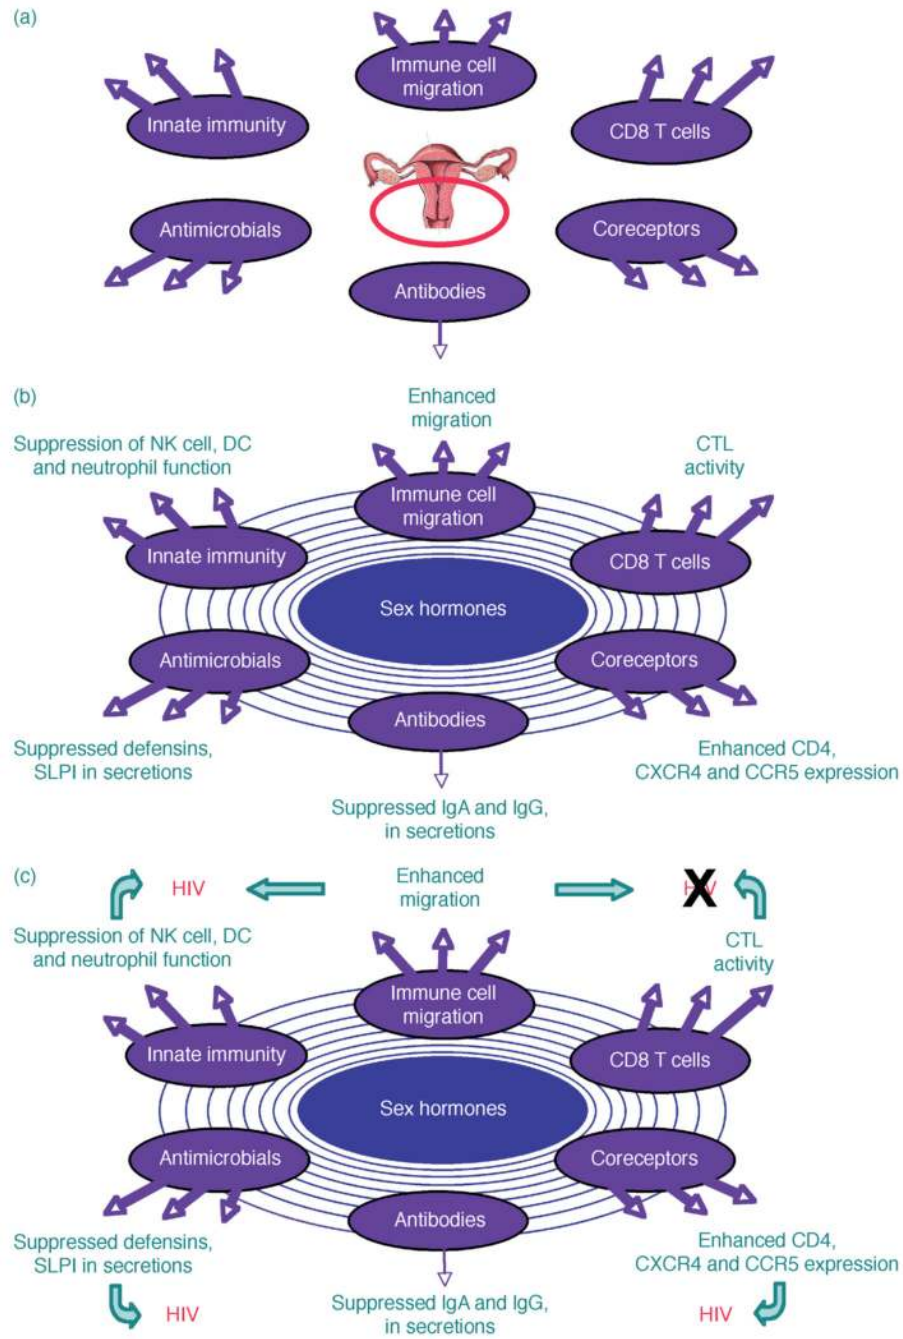 (a)
Immune cell
migration
Innate immunity
CD8 T cells
Antimicrobials
Coreceptors
Antibodies
(b)
Enhanced
migration
Suppression of NK cell, DC
and neutrophil function
CTL
activity
Immune cell
migration
Innate immunity
CD8 T cells
Sex hormones
Antimicrobials
Coreceptors
Antibodies
Suppressed defensins,
SLPI in secretions
Enhanced CD4,
CXCR4 and CCR5 expression
Suppressed IgA and IgG,
in secretions
(c)
HIV
Enhanced
migration
HIV
X
Suppression of NK cell, DC
and neutrophil function
CTL
activity
Immune cell
migration
Innate immunity
CD8 T cells
Sex hormones
Antimicrobials
Coreceptors
Antibodies
Suppressed defensins,
SLPI in secretions
Enhanced CD4,
CXCR4 and CCR5 expression
HIV
Suppressed IgA and IgG,
in secretions
HIV